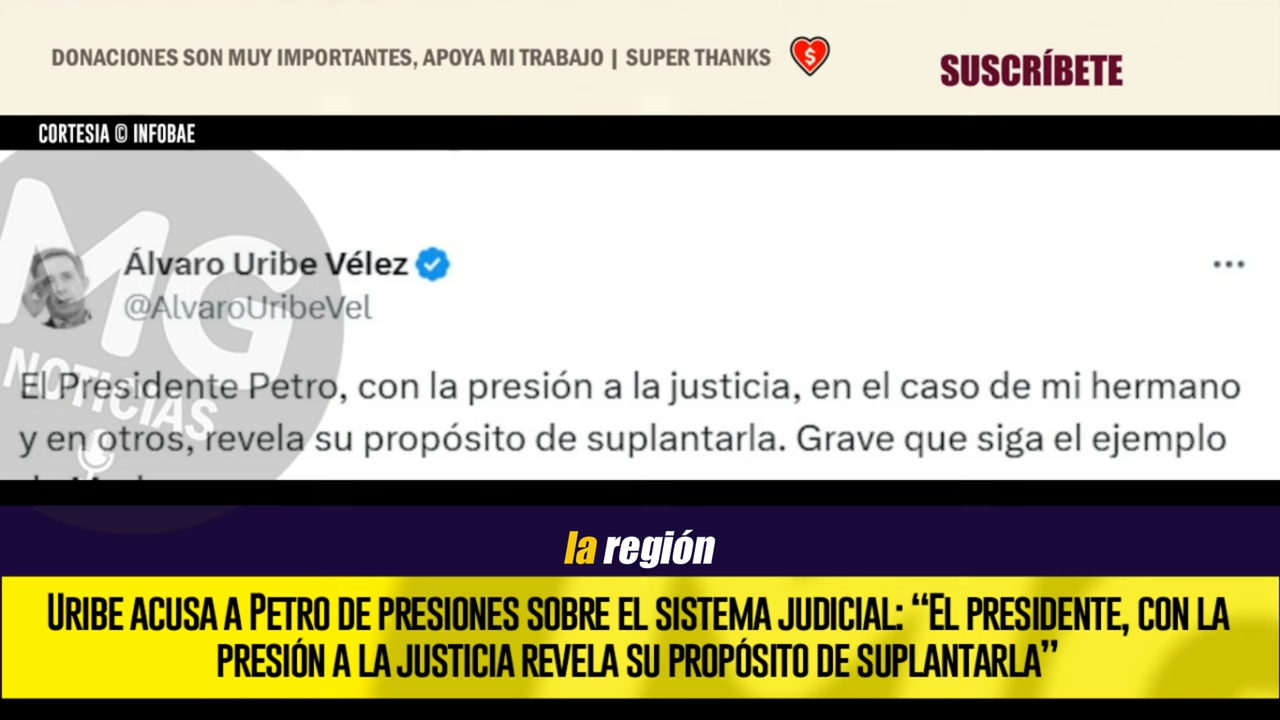 DONACIONES SON MUY IMPORTANTES, APOYA MI TRABAJO | SUPER THANKS
$
SUSCRÍBETE
CORTESIA © INFOBAE
MG
NOTICIAS
Álvaro Uribe Vélez
@AlvaroUribeVel
El Presidente Petro, con la presión a la justicia, en el caso de mi hermano
y en otros, revela su propósito de suplantarla. Grave que siga el ejemplo
la región
URIBE ACUSA A PETRO DE PRESIONES SOBRE EL SISTEMA JUDICIAL: “EL PRESIDENTE, CON LA
PRESIÓN A LA JUSTICIA REVELA SU PROPÓSITO DE SUPLANTARLA”